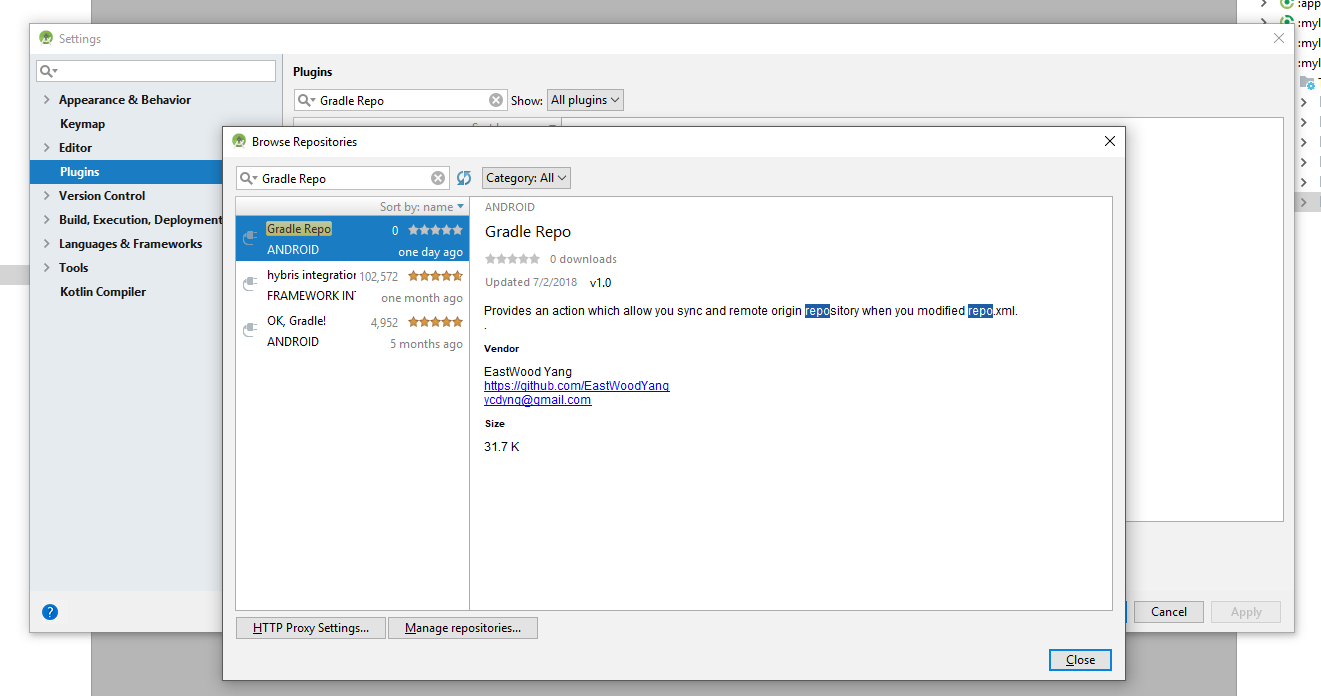 :app
Settings
:myl
:myl
:myl
Plugins
Gradle Repo
Show: All plugins
Appearance & Behavior
Keymap
Editor
Plugins
Version Control
Build, Execution, Deployment
Languages & Frameworks
Tools
Kotlin Compiler
Browse Repositories
Gradle Repo
Category: All
Sort by: name
Gradle Repo 0
ANDROID one day ago
hybris integration 102,572
FRAMEWORK INT one month ago
OK, Gradle! 4,952
ANDROID 5 months ago
ANDROID
Gradle Repo
0 downloads
Updated 7/2/2018 v1.0
Provides an action which allow you sync and remote origin repository when you modified repo.xml.
.
Vendor
EastWood Yang
https://github.com/EastWoodYang
ycdyng@gmail.com
Size
31.7 K
HTTP Proxy Settings...
Manage repositories...
Close
?
Cancel
Apply